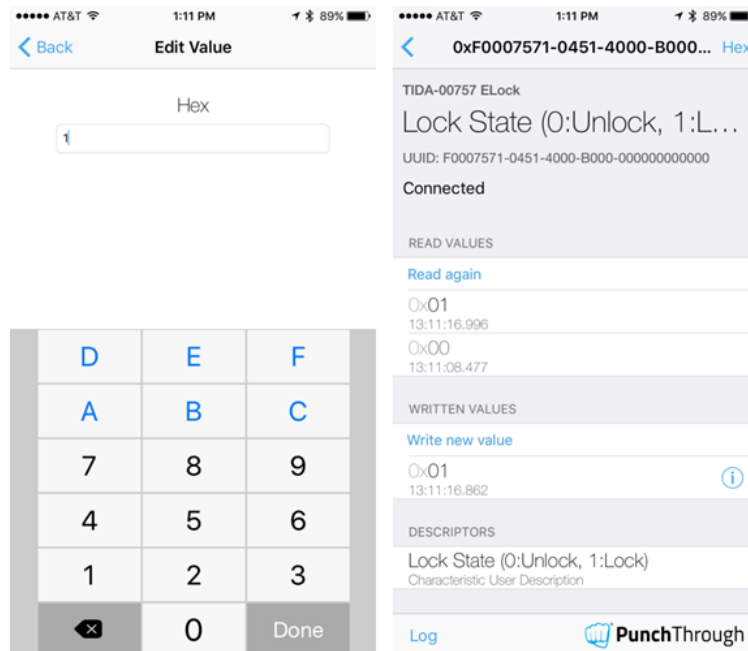 AT&T 1:11 PM 89%
Back Edit Value
Hex
1
D E F
A B C
7 8 9
4 5 6
1 2 3
0 Done
AT&T 1:11 PM 89%
0xF0007571-0451-4000-B000... Hex
TIDA-00757 ELock
Lock State (0:Unlock, 1:L...
UUID: F0007571-0451-4000-B000-000000000000
Connected
READ VALUES
Read again
0x01
13:11:16.996
0x00
13:11:08.477
WRITTEN VALUES
Write new value
0x01
13:11:16.862
DESCRIPTORS
Lock State (0:Unlock, 1:Lock)
Characteristic User Description
Log PunchThrough